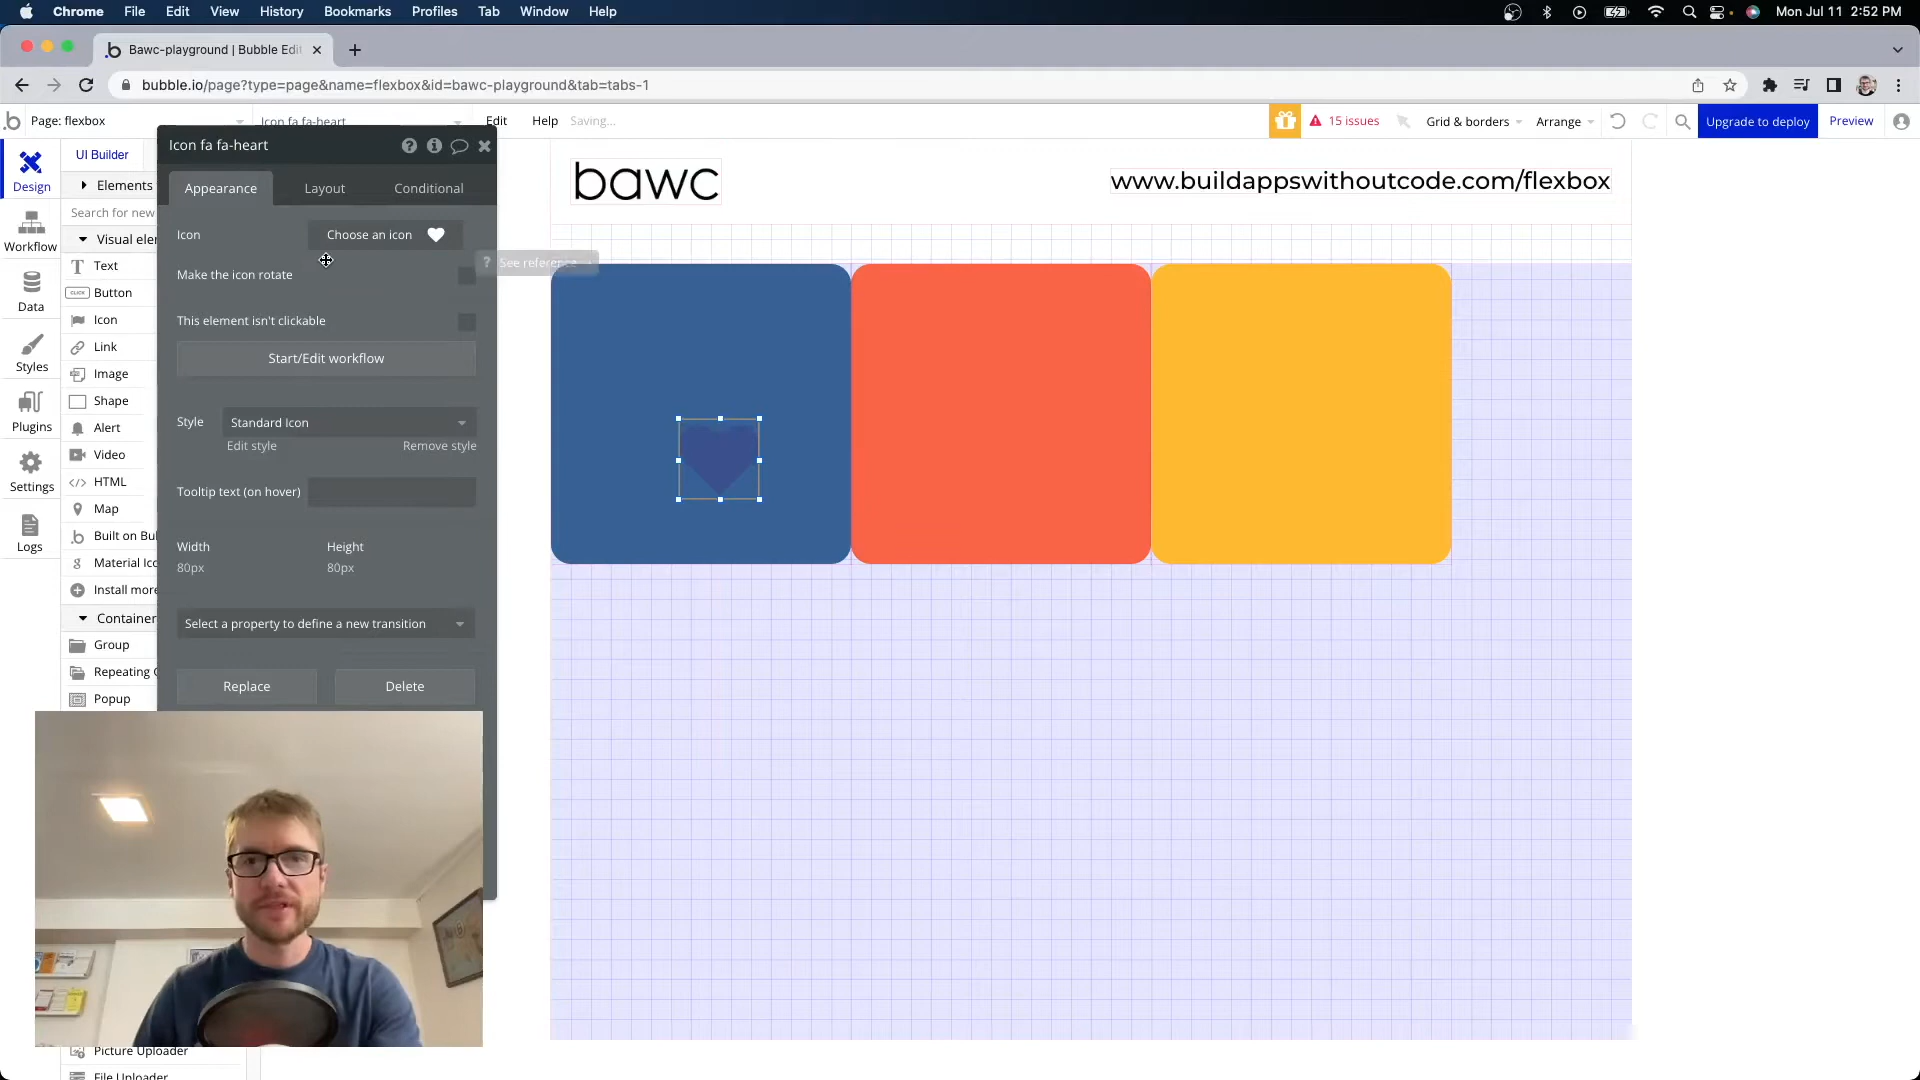 Chrome File Edit View History Bookmarks Profiles Tab Window Help Mon Jul 11 2:52 PM
Bawc-playground | Bubble Edit
bubble.io/page?type=page&name=flexbox&id=bawc-playground&tab=tabs-1
Page: flexbox Icon fa fa-heart Edit Help Saving... 15 issues Grid & borders Arrange Upgrade to deploy Preview
Design
Workflow
Data
Styles
Plugins
Settings
Logs
UI Builder
Elements
Search for new
Visual ele
Text
Button
Icon
Link
Image
Shape
Alert
Video
HTML
Map
Built on Bu
Material Ic
Install more
Container
Group
Repeating
Popup
Picture Uploader
File Uploader
Icon fa fa-heart
Appearance Layout Conditional
Icon Choose an icon
? See reference
Make the icon rotate
This element isn't clickable
Start/Edit workflow
Style Standard Icon
Edit style Remove style
Tooltip text (on hover)
Width Height
80px 80px
Select a property to define a new transition
Replace Delete
bawc
www.buildappswithoutcode.com/flexbox